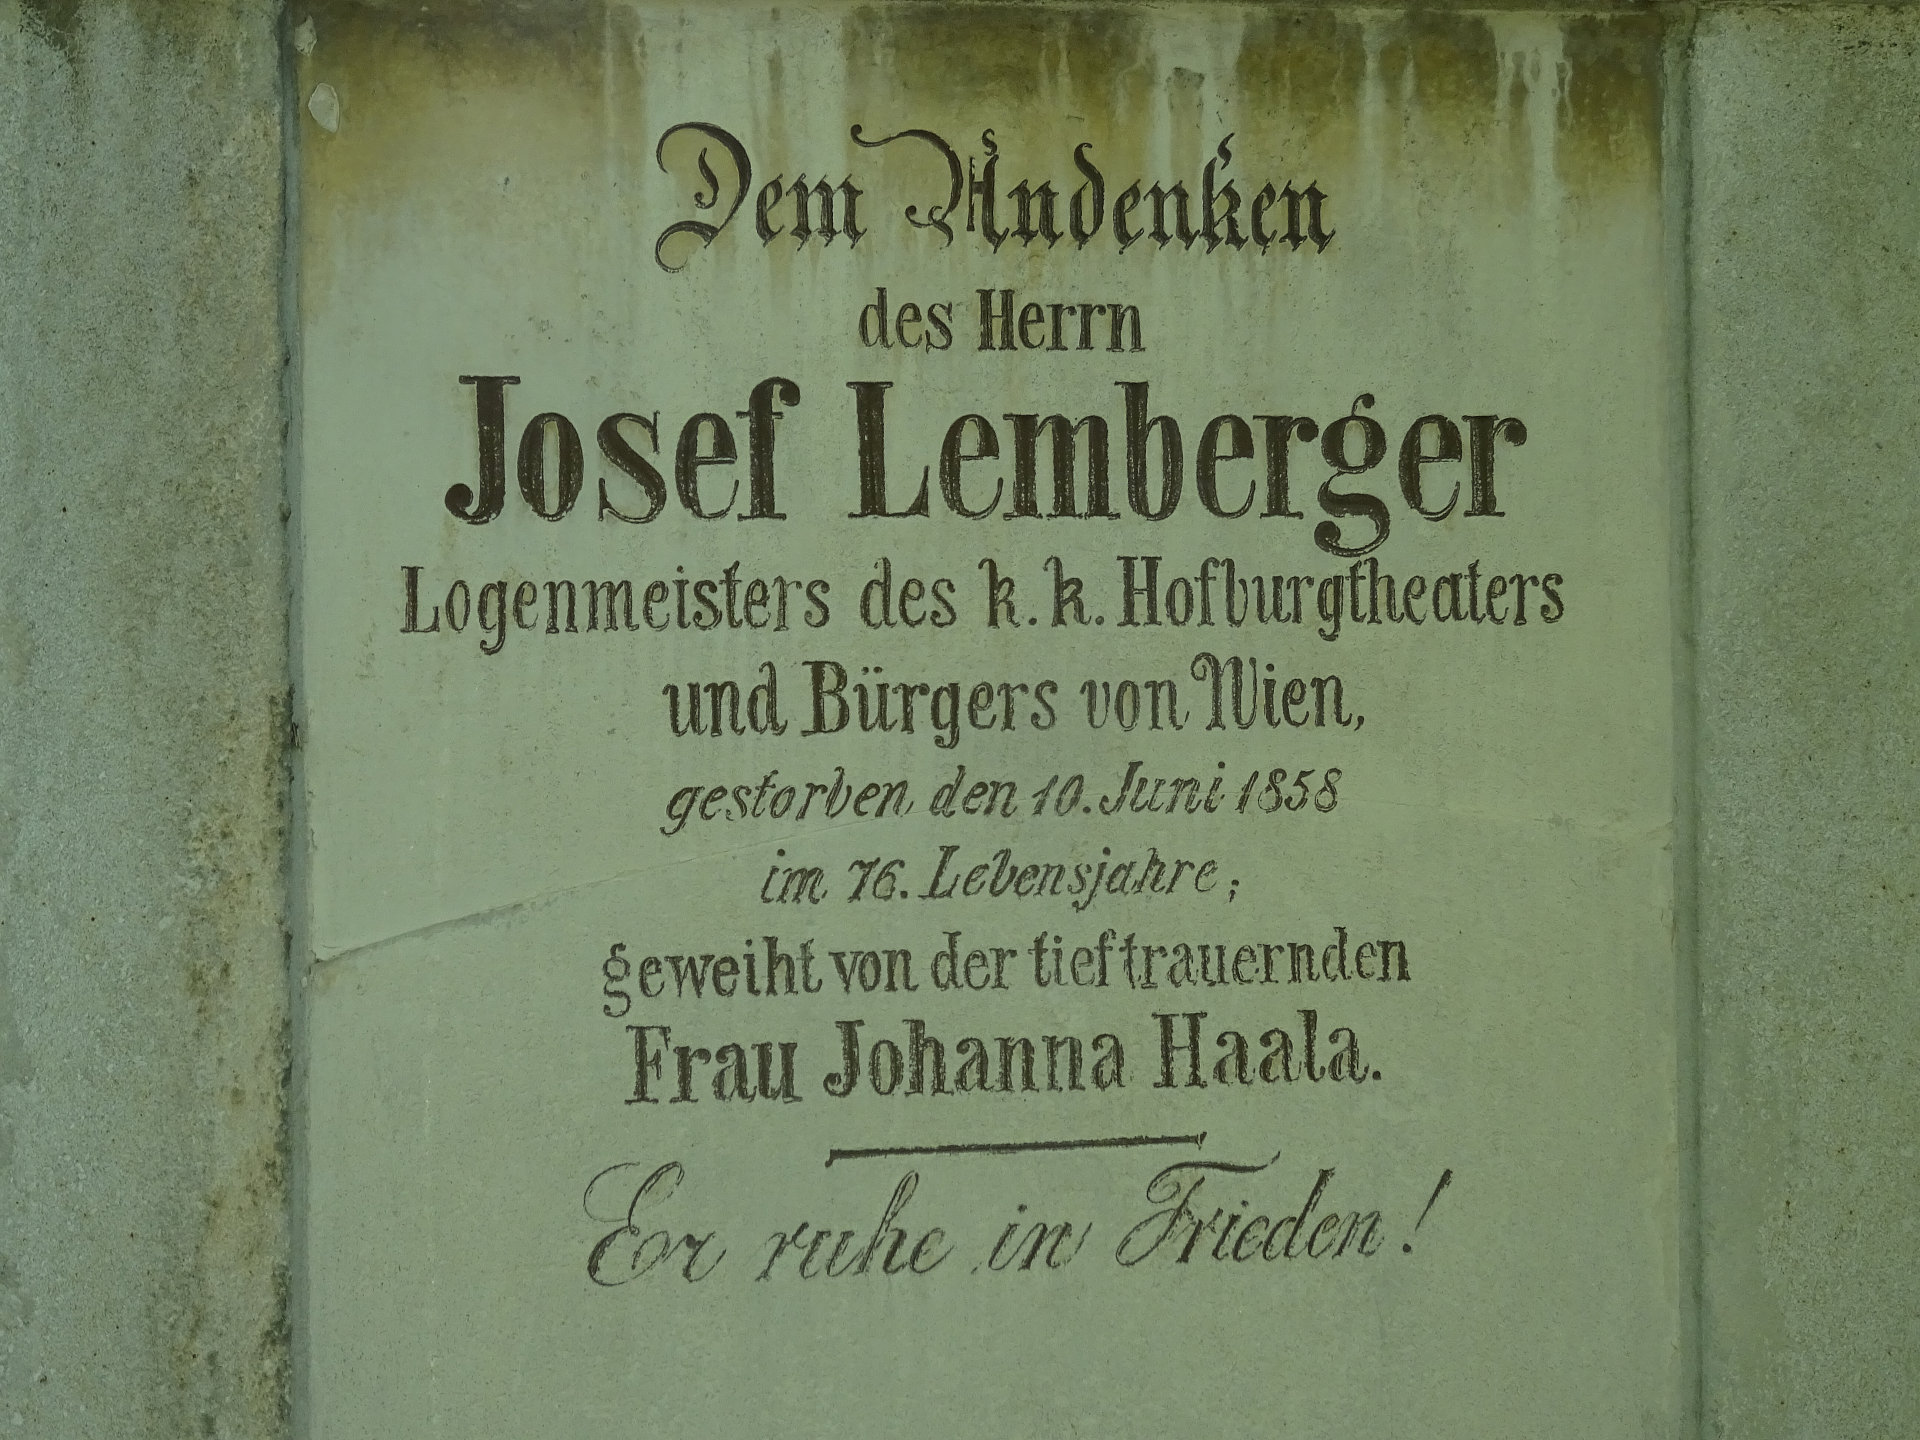 Dem Andenken
des Herrn
Josef Lemberger
Logenmeisters des k. k. Hofburgtheaters
und Bürgers von Wien,
gestorben den 10. Juni 1858
im 76. Lebensjahre;
geweiht von der tieftrauernden
Frau Johanna Haala.
Er ruhe in Frieden!